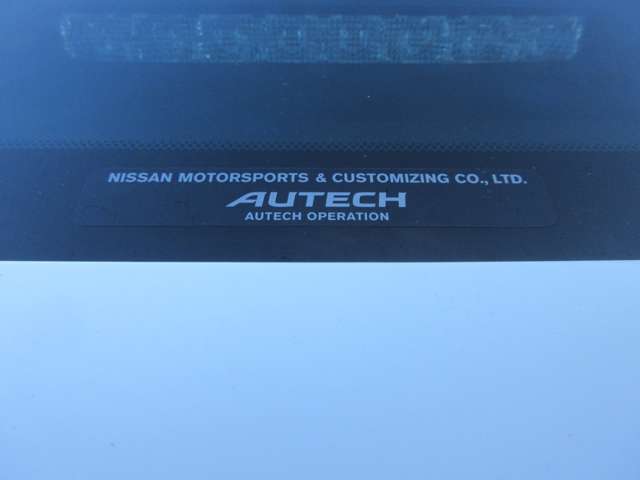 NISSAN MOTORSPORTS & CUSTOMIZING CO., LTD.
AUTECH
AUTECH OPERATION